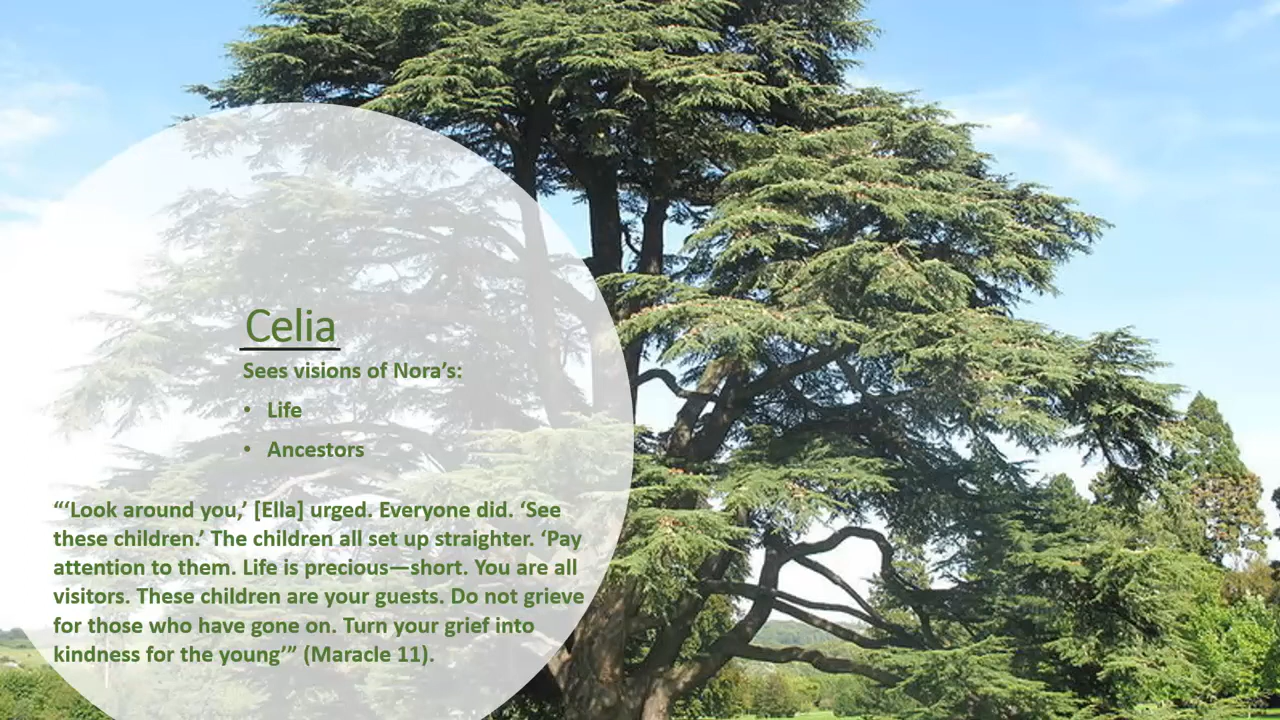 Celia
Sees visions of Nora’s:
• Life
• Ancestors
“‘Look around you,’ [Ella] urged. Everyone did. ‘See
these children.’ The children all set up straighter. ‘Pay
attention to them. Life is precious—short. You are all
visitors. These children are your guests. Do not grieve
for those who have gone on. Turn your grief into
kindness for the young’” (Maracle 11).